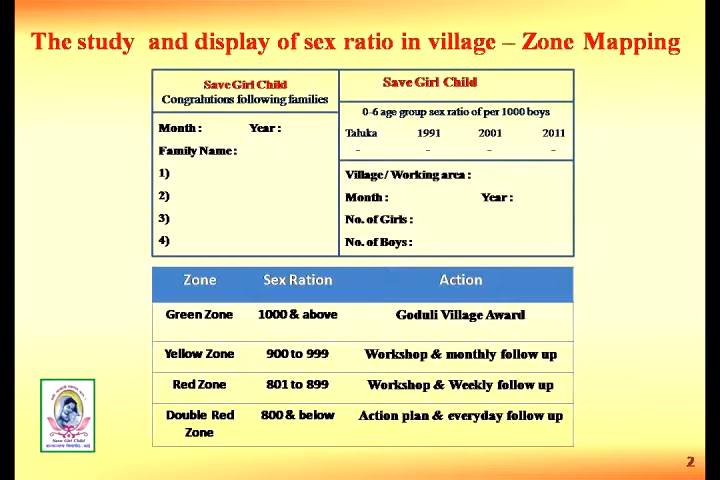 The study and display of sex ratio in village – Zone Mapping
Save Girl Child
Congralutions following families
Month : Year :
Family Name :
1)
2)
3)
4)
Save Girl Child
0-6 age group sex ratio of per 1000 boys
Taluka 1991 2001 2011
- - - -
Village / Working area :
Month : Year :
No. of Girls :
No. of Boys :
Zone Sex Ration Action
Green Zone 1000 & above Goduli Village Award
Yellow Zone 900 to 999 Workshop & monthly follow up
Red Zone 801 to 899 Workshop & Weekly follow up
Double Red Zone 800 & below Action plan & everyday follow up
Save Girl Child
2